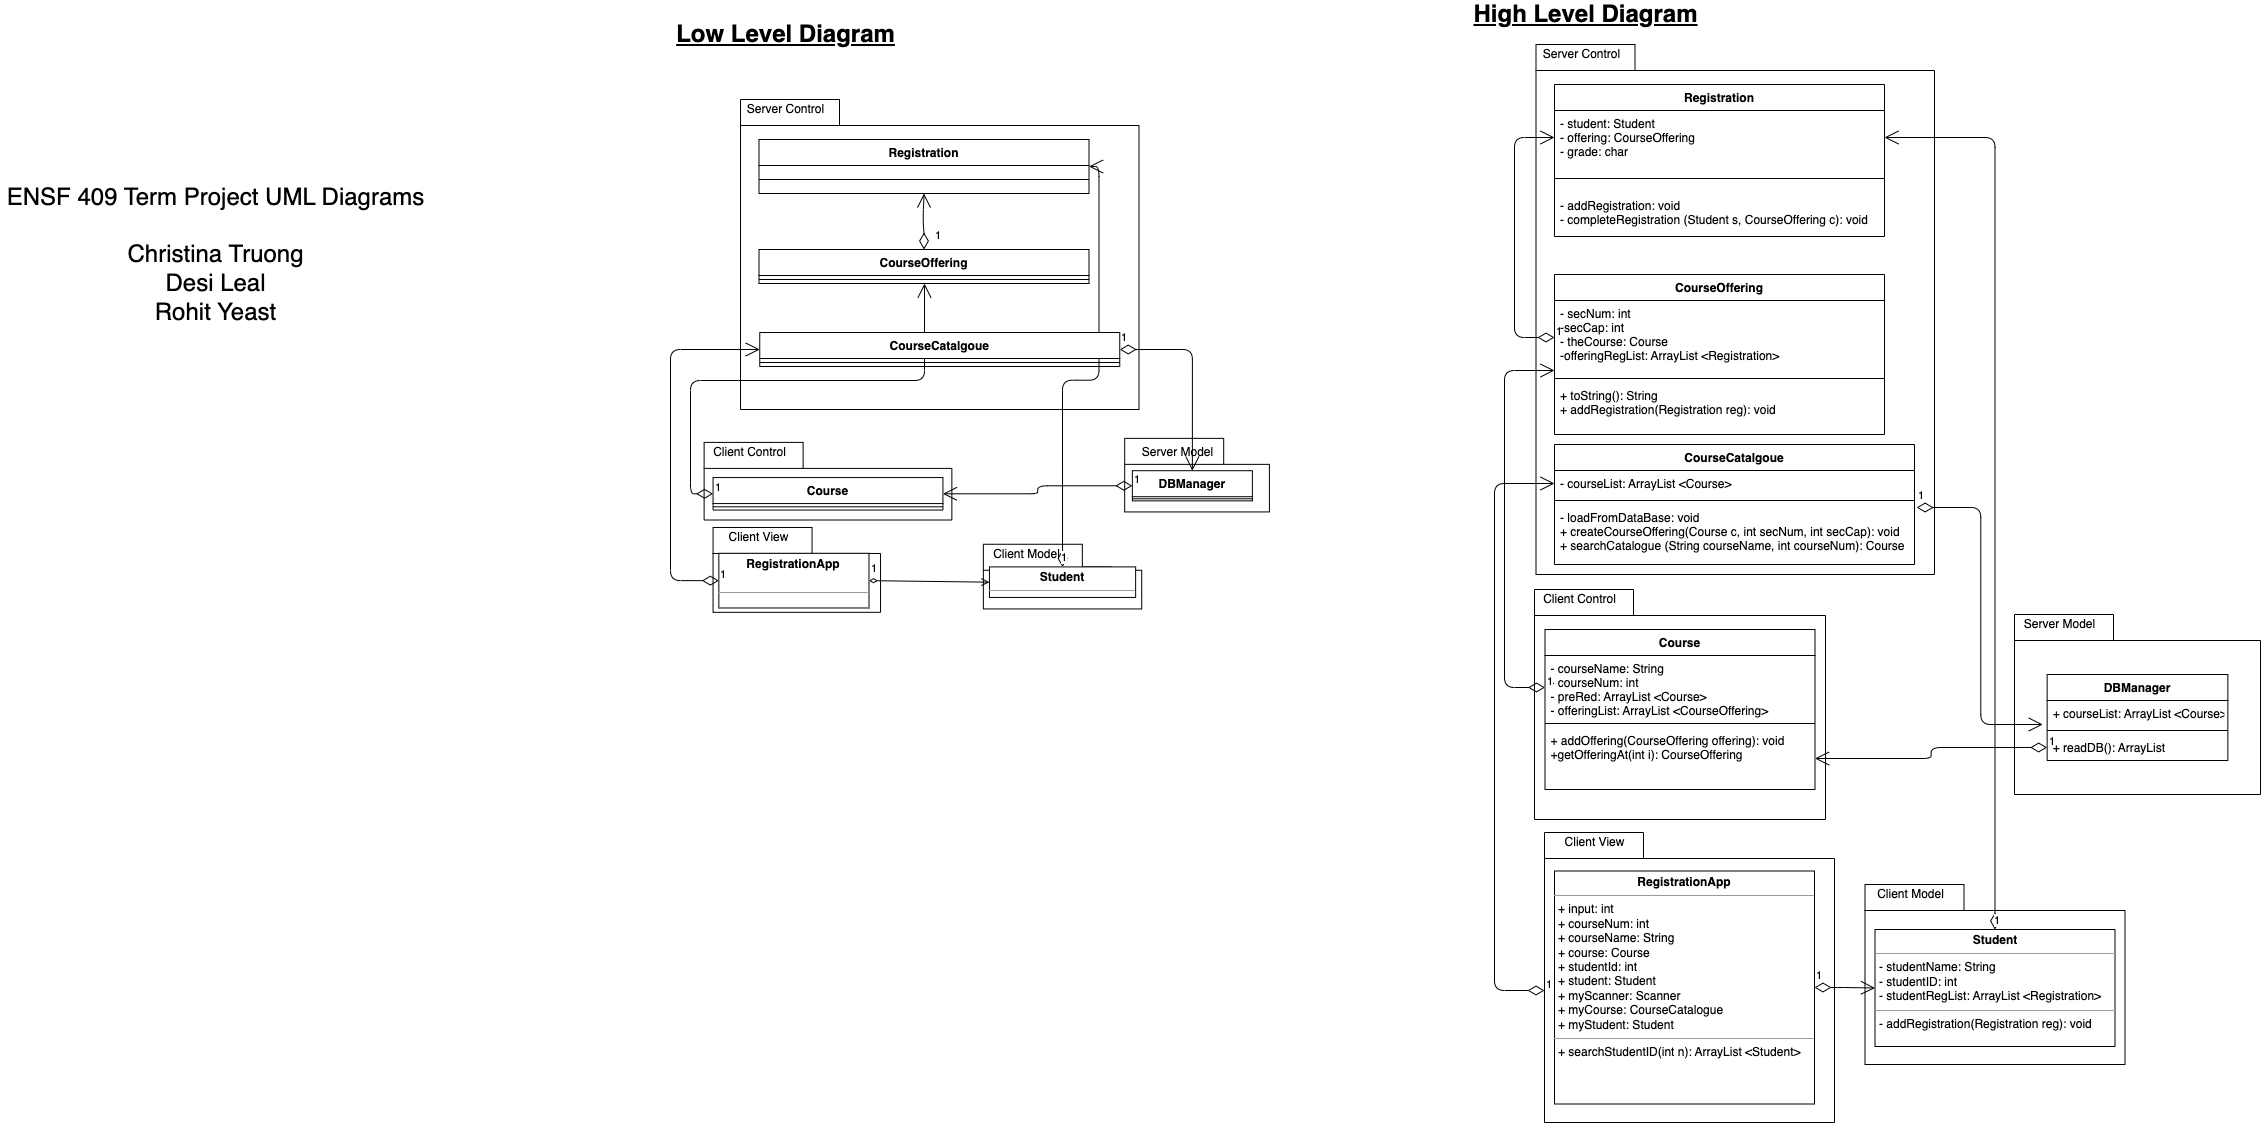 ENSF 409 Term Project UML Diagrams
Christina Truong
Desi Leal
Rohit Yeast
Low Level Diagram
Server Control
Registration
1
CourseOffering
CourseCatalgoue
1
Client Control
1
Course
Server Model
1
DBManager
Client View
RegistrationApp
1
1
Client Model
1
Student
High Level Diagram
Server Control
Registration
- student: Student
- offering: CourseOffering
- grade: char
- addRegistration: void
- completeRegistration (Student s, CourseOffering c): void
CourseOffering
- secNum: int
1
-secCap: int
- theCourse: Course
-offeringRegList: ArrayList <Registration>
+ toString(): String
+ addRegistration(Registration reg): void
CourseCatalgoue
- courseList: ArrayList <Course>
1
- loadFromDataBase: void
+ createCourseOffering(Course c, int secNum, int secCap): void
+ searchCatalogue (String courseName, int courseNum): Course
Client Control
Course
- courseName: String
1
- courseNum: int
- preRed: ArrayList <Course>
- offeringList: ArrayList <CourseOffering>
+ addOffering(CourseOffering offering): void
+getOfferingAt(int i): CourseOffering
Server Model
DBManager
+ courseList: ArrayList <Course>
1
+ readDB(): ArrayList
Client View
RegistrationApp
+ input: int
+ courseNum: int
+ courseName: String
+ course: Course
+ studentId: int
+ student: Student
+ myScanner: Scanner
+ myCourse: CourseCatalogue
+ myStudent: Student
+ searchStudentID(int n): ArrayList <Student>
1
1
Client Model
1
Student
- studentName: String
- studentID: int
- studentRegList: ArrayList <Registration>
- addRegistration(Registration reg): void